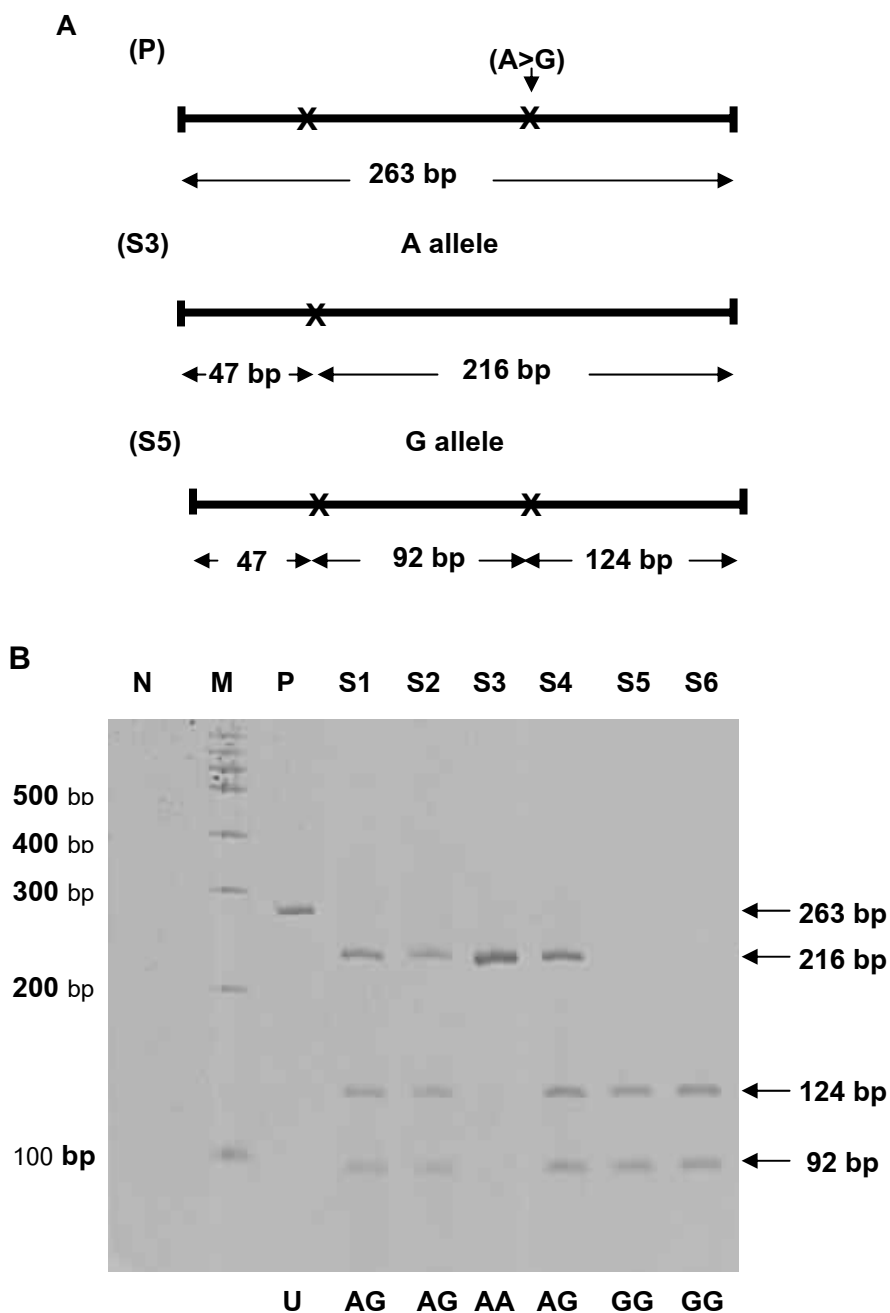 A
(P)
(A>G)
X X
263 bp
(S3) A allele
X
47 bp 216 bp
(S5) G allele
X X
47 92 bp 124 bp
B
N M P S1 S2 S3 S4 S5 S6
500 bp
400 bp
300 bp
263 bp
216 bp
200 bp
124 bp
100 bp
92 bp
U AG AG AA AG GG GG